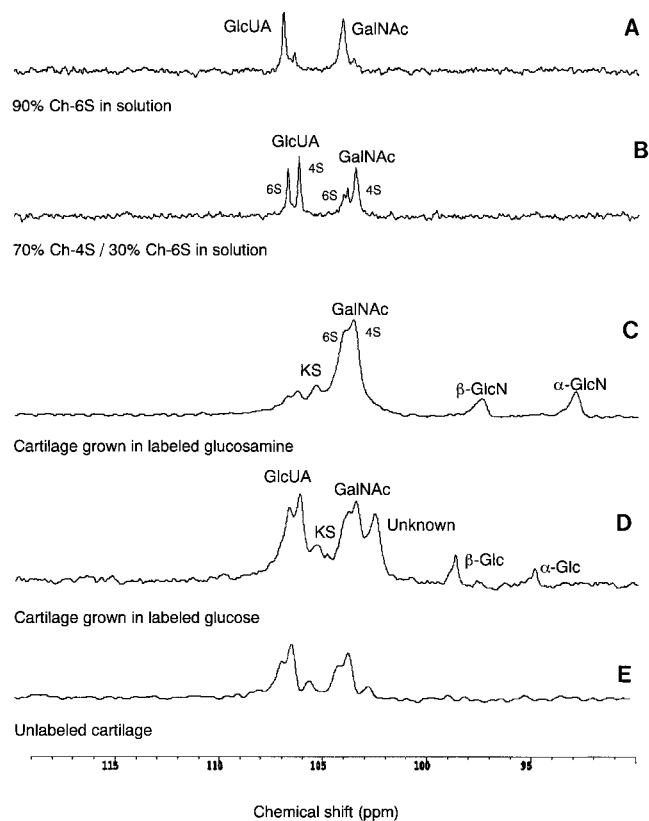 GlcUA GalNAc A
90% Ch-6S in solution
GlcUA GalNAc B
6S 4S 6S 4S
70% Ch-4S / 30% Ch-6S in solution
GalNAc C
6S 4S
KS β-GlcN α-GlcN
Cartilage grown in labeled glucosamine
GlcUA GalNAc D
KS Unknown
β-Glc α-Glc
Cartilage grown in labeled glucose
E
Unlabeled cartilage
115 110 105 100 95
Chemical shift (ppm)